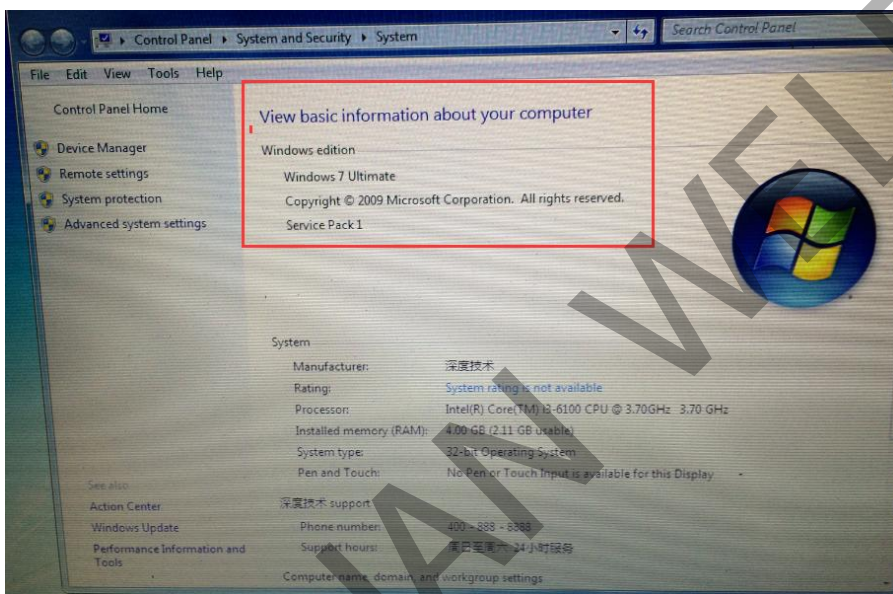 Control Panel ▸ System and Security ▸ System
Search Control Panel
File Edit View Tools Help
Control Panel Home
Device Manager
Remote settings
System protection
Advanced system settings
View basic information about your computer
Windows edition
Windows 7 Ultimate
Copyright © 2009 Microsoft Corporation. All rights reserved.
Service Pack 1
System
Manufacturer: 深度技术
Rating: System rating is not available
Processor: Intel(R) Core(TM) i3-6100 CPU @ 3.70GHz 3.70 GHz
Installed memory (RAM): 4.00 GB (2.11 GB usable)
System type: 32-bit Operating System
Pen and Touch: No Pen or Touch Input is available for this Display
深度技术 support
Phone number: 400 - 888 - 8888
Support hours: 周日至周六 24小时服务
Computer name, domain, and workgroup settings
See also
Action Center
Windows Update
Performance Information and
Tools